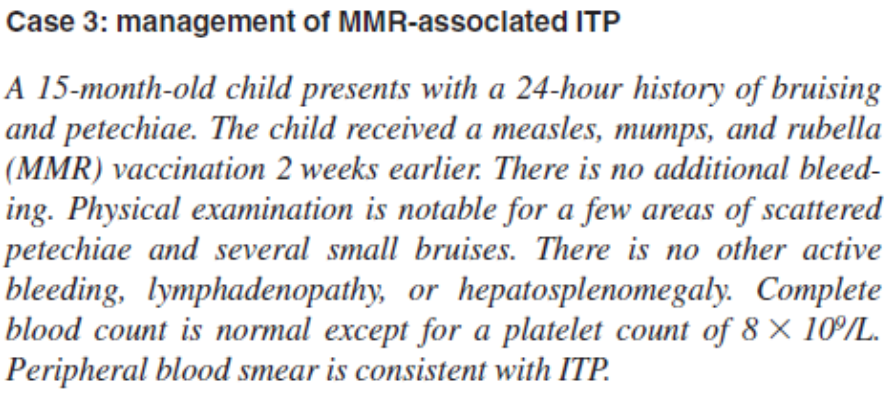 Case 3: management of MMR-associated ITP
A 15-month-old child presents with a 24-hour history of bruising
and petechiae. The child received a measles, mumps, and rubella
(MMR) vaccination 2 weeks earlier. There is no additional bleed-
ing. Physical examination is notable for a few areas of scattered
petechiae and several small bruises. There is no other active
bleeding, lymphadenopathy, or hepatosplenomegaly. Complete
blood count is normal except for a platelet count of 8 × 10⁹/L.
Peripheral blood smear is consistent with ITP.